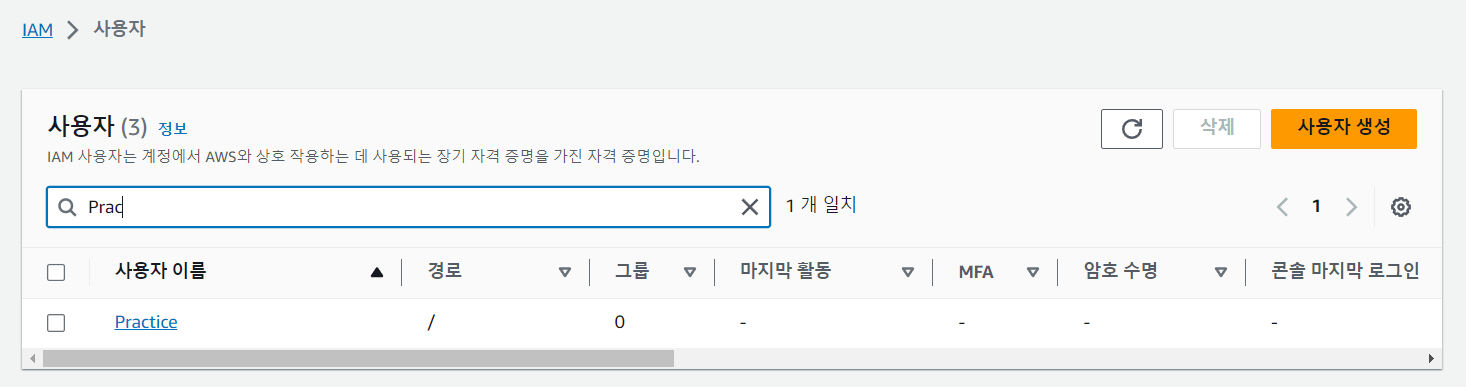 IAM > 사용자
사용자 (3) 정보
삭제
사용자 생성
IAM 사용자는 계정에서 AWS와 상호 작용하는 데 사용되는 장기 자격 증명을 가진 자격 증명입니다.
Prac
1 개 일치
1
사용자 이름 경로 그룹 마지막 활동 MFA 암호 수명 콘솔 마지막 로그인
Practice / 0 - - - -